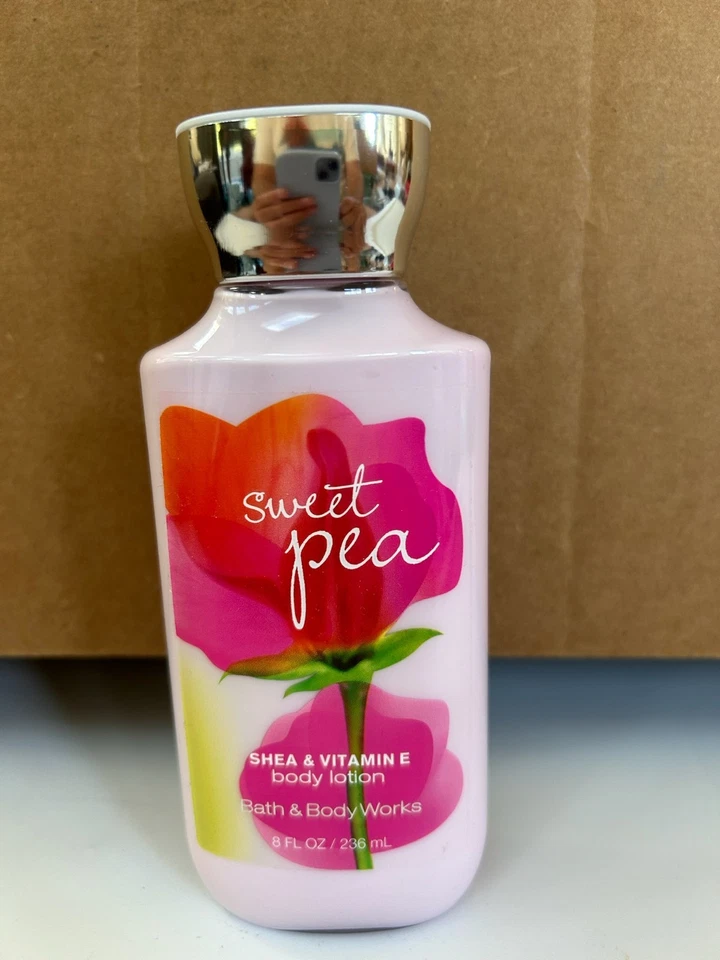 sweet
pea
SHEA & VITAMIN E
body lotion
Bath & Body Works
8 FL OZ / 236 mL